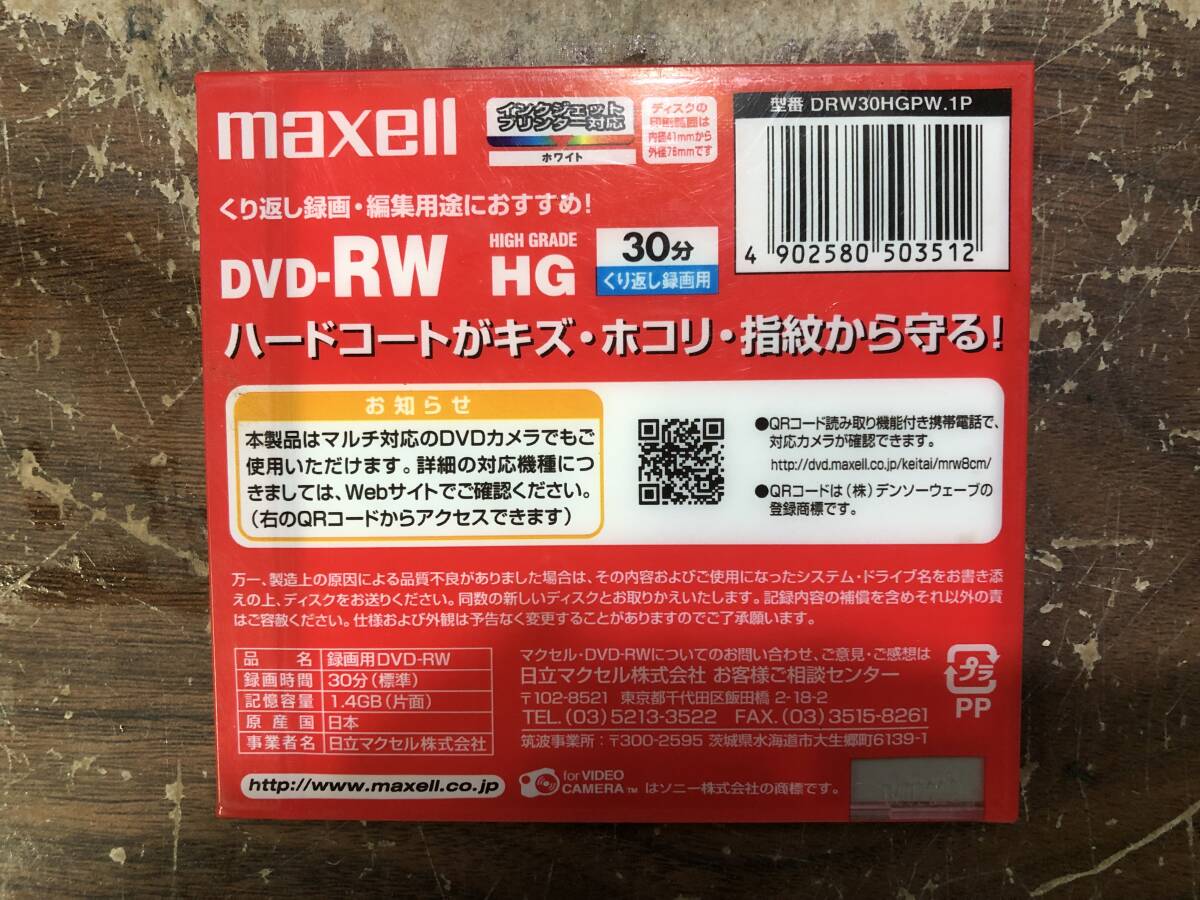 maxell
インクジェット
プリンター対応
ホワイト
ディスクの
印刷範囲は
内径41mmから
外径76mmです
型番 DRW30HGPW.1P
4 902580 503512
くり返し録画・編集用途におすすめ!
DVD-RW
HIGH GRADE
HG
30分
くり返し録画用
ハードコートがキズ・ホコリ・指紋から守る!
お知らせ
本製品はマルチ対応のDVDカメラでもご
使用いただけます。詳細の対応機種につ
きましては、Webサイトでご確認ください。
(右のQRコードからアクセスできます)
●QRコード読み取り機能付き携帯電話で、
対応カメラが確認できます。
http://dvd.maxell.co.jp/keitai/mrw8cm/
●QRコードは(株)デンソーウェーブの
登録商標です。
万一、製造上の原因による品質不良がありました場合は、その内容およびご使用になったシステム・ドライブ名をお書き添
えの上、ディスクをお送りください。同数の新しいディスクとお取りかえいたします。記録内容の補償を含めそれ以外の責
はご容赦ください。仕様および外観は予告なく変更することがありますのでご了承願います。
品名 録画用DVD-RW
録画時間 30分(標準)
記憶容量 1.4GB(片面)
原産国 日本
事業者名 日立マクセル株式会社
マクセル・DVD-RWについてのお問い合わせ、ご意見・ご感想は
日立マクセル株式会社 お客様ご相談センター
〒102-8521 東京都千代田区飯田橋 2-18-2
TEL.(03)5213-3522 FAX.(03)3515-8261
筑波事業所:〒300-2595 茨城県水海道市大生郷町6139-1
プラ
PP
http://www.maxell.co.jp
for VIDEO
CAMERA™ はソニー株式会社の商標です。